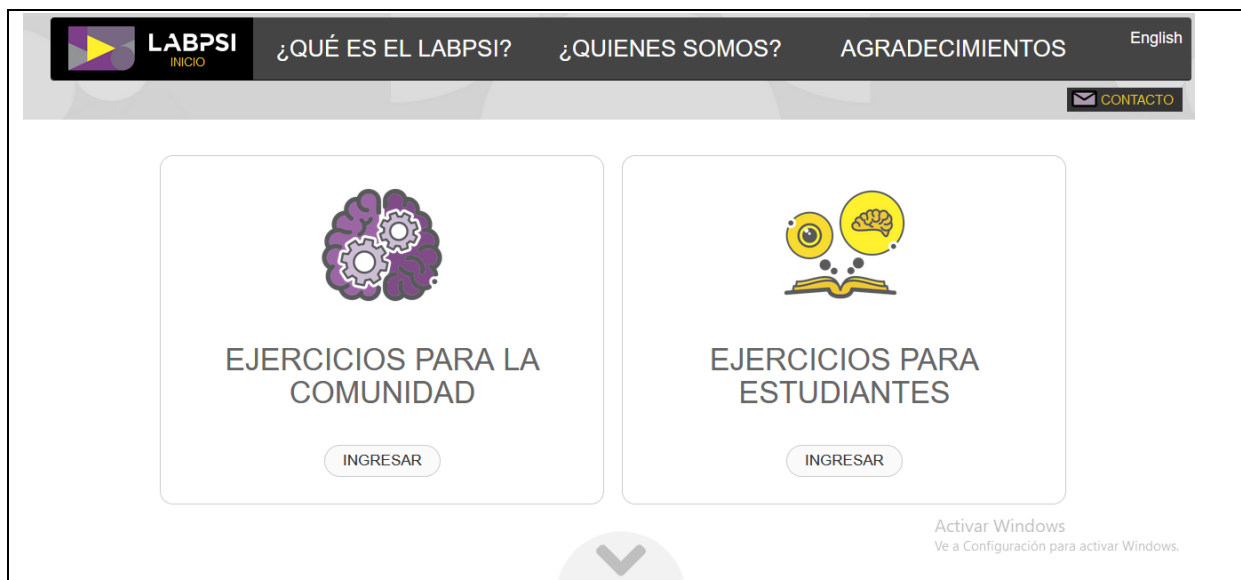 LABPSI
INICIO
¿QUÉ ES EL LABPSI?
¿QUIENES SOMOS?
AGRADECIMIENTOS
English
CONTACTO
EJERCICIOS PARA LA
COMUNIDAD
INGRESAR
EJERCICIOS PARA
ESTUDIANTES
INGRESAR
Activar Windows
Ve a Configuración para activar Windows.